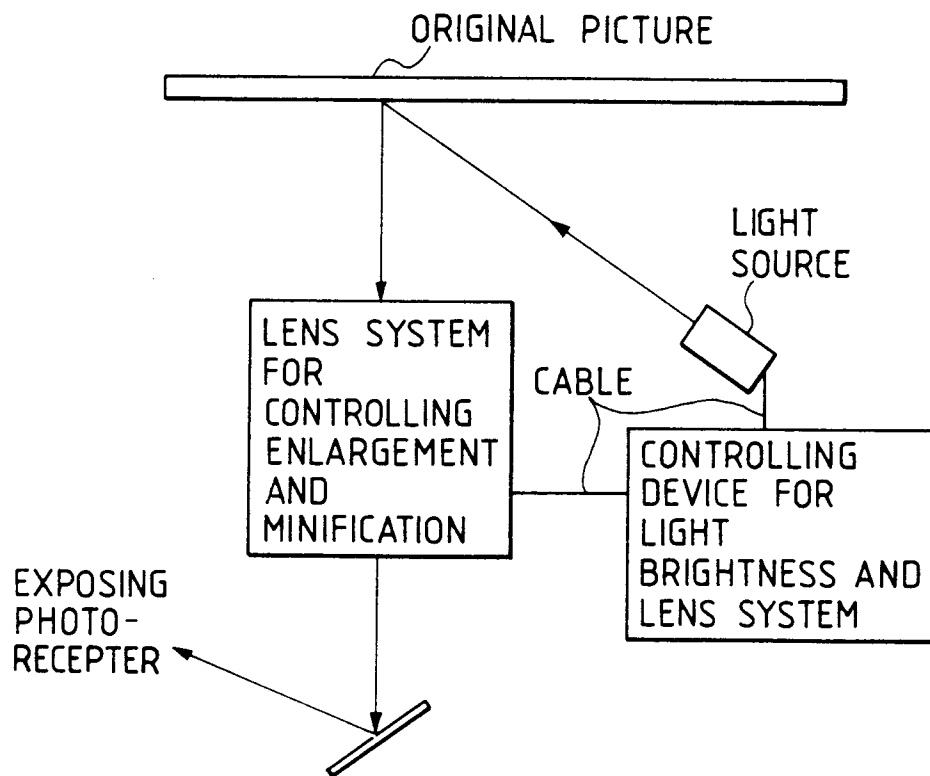 ORIGINAL PICTURE
LIGHT
SOURCE
LENS SYSTEM
FOR
CONTROLLING
ENLARGEMENT
AND
MINIFICATION
CABLE
CONTROLLING
DEVICE FOR
LIGHT
BRIGHTNESS AND
LENS SYSTEM
EXPOSING
PHOTO-
RECEPTER